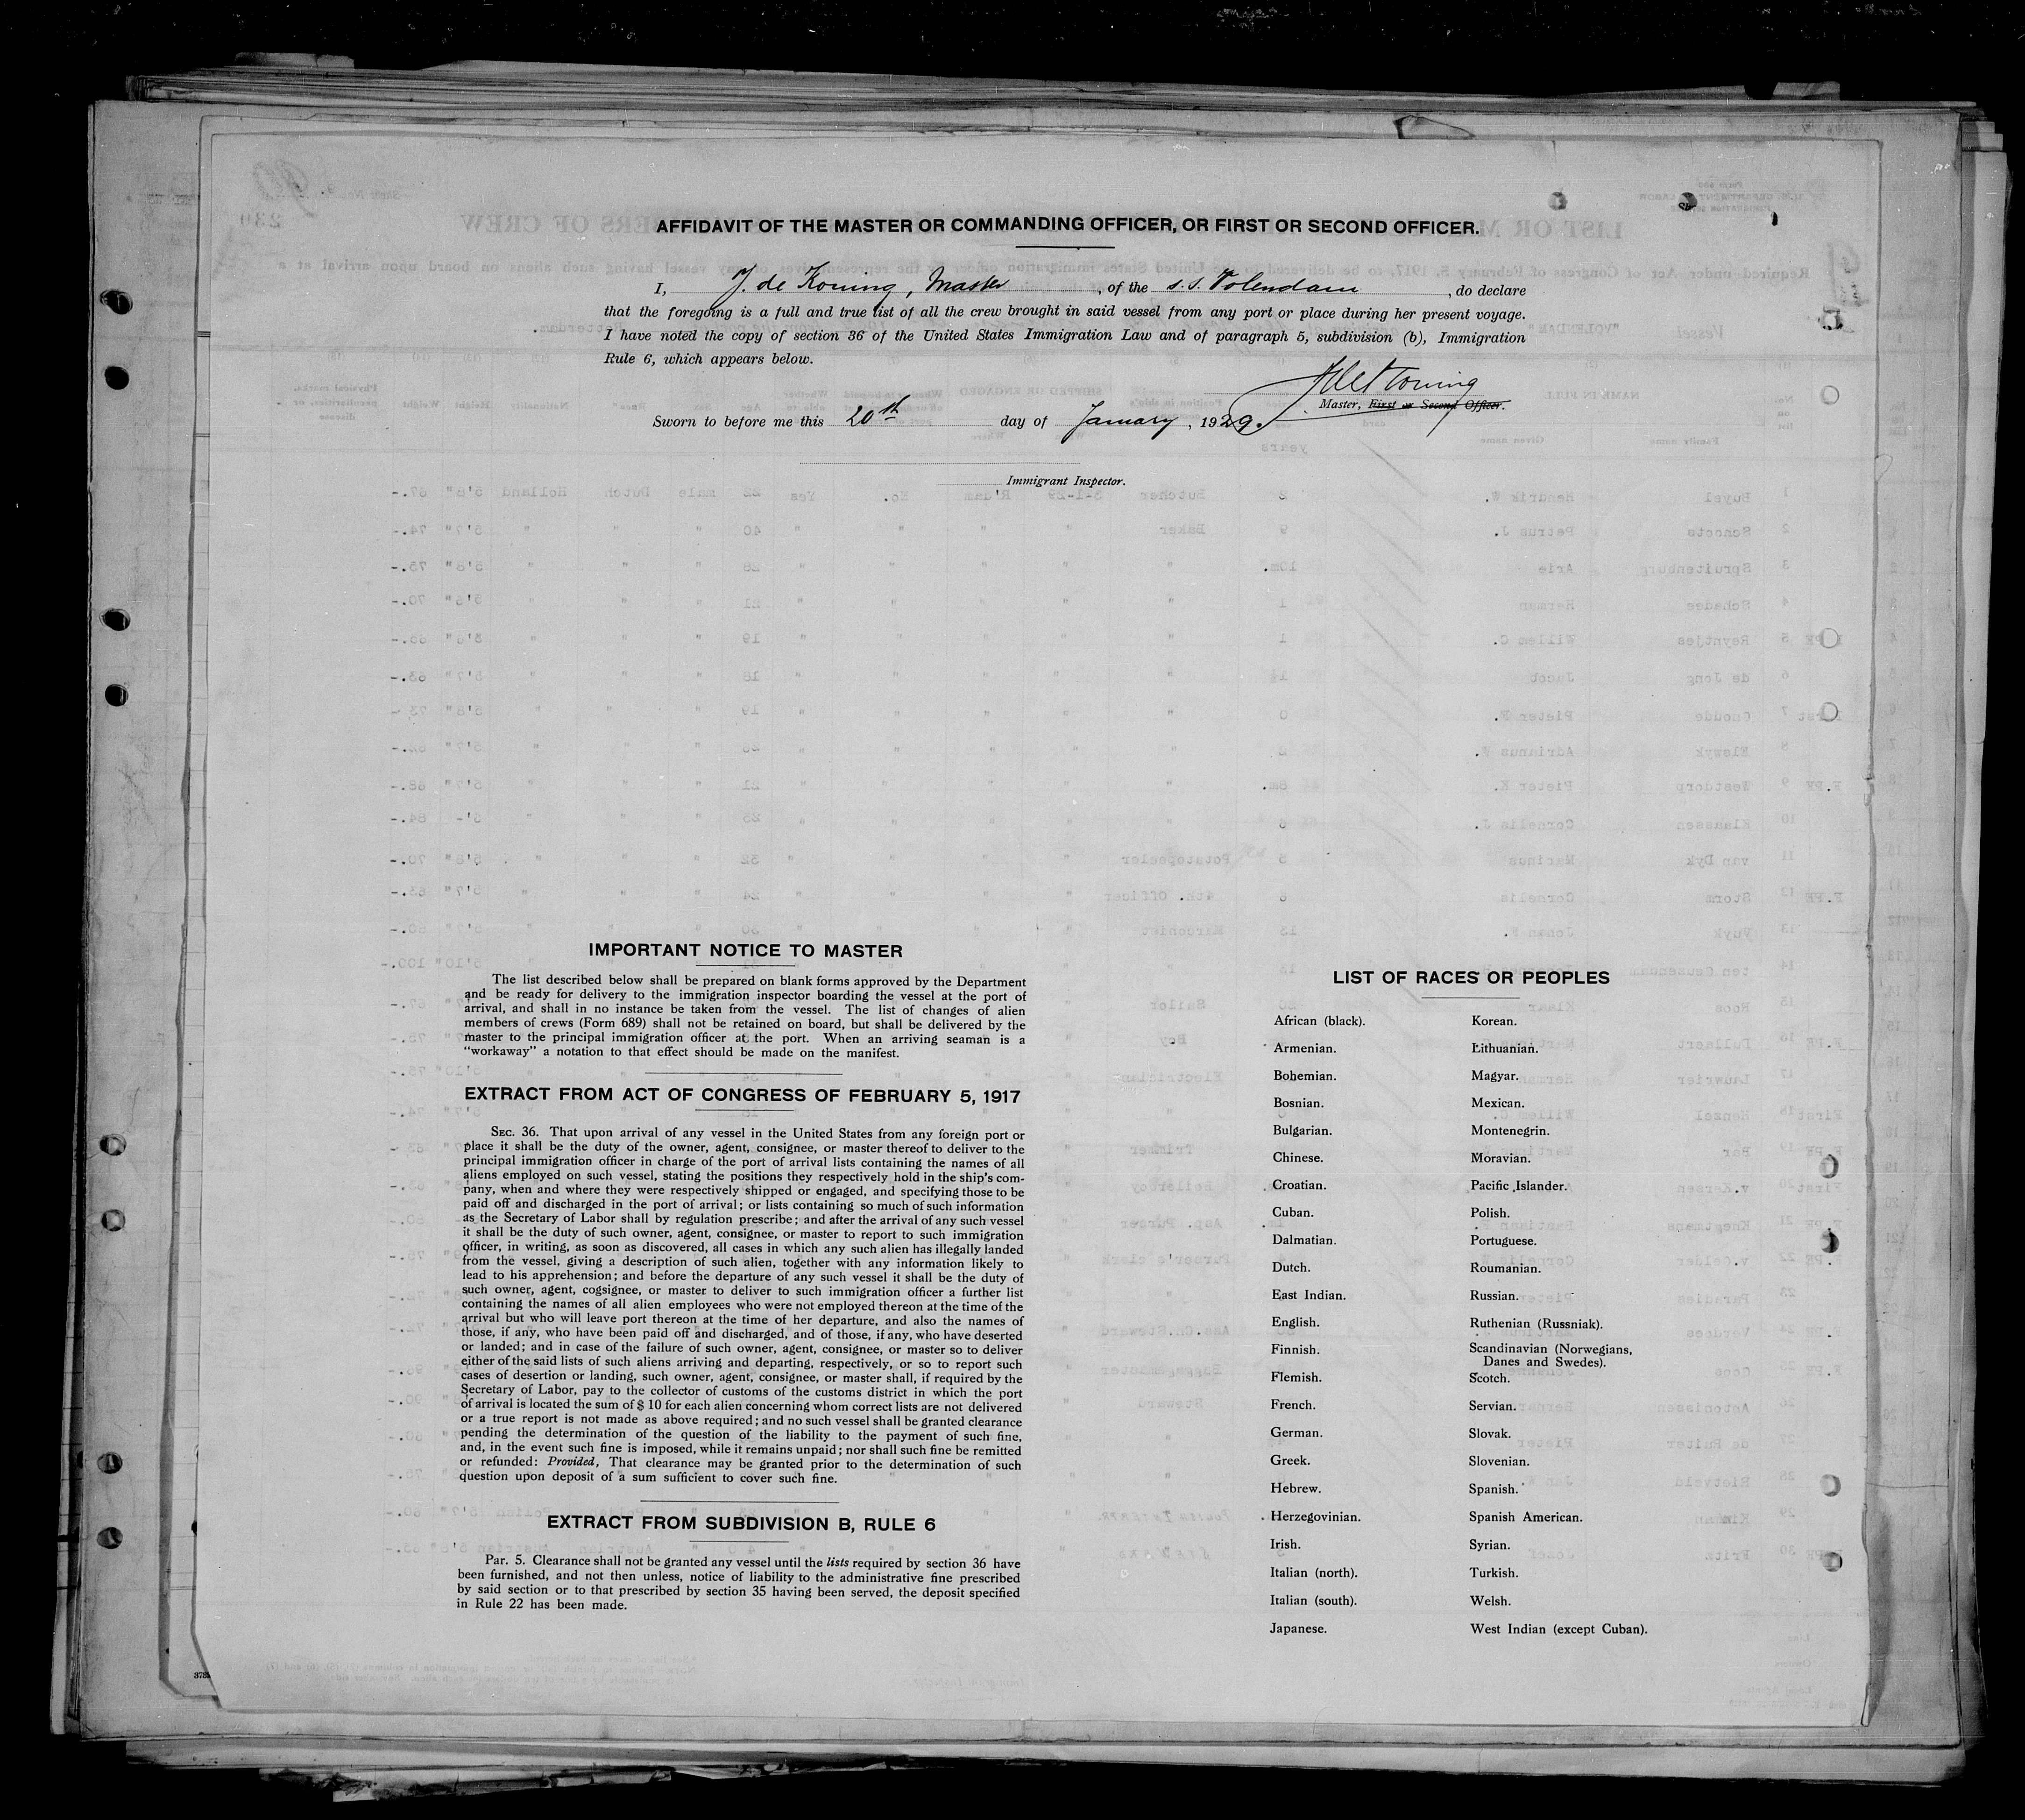 AFFIDAVIT OF THE MASTER OR COMMANDING OFFICER, OR FIRST OR SECOND OFFICER.
I, J. de Koning, Master, of the s.s. Volendam, do declare
that the foregoing is a full and true list of all the crew brought in said vessel from any port or place during her present voyage.
I have noted the copy of section 36 of the United States Immigration Law and of paragraph 5, subdivision (b), Immigration
Rule 6, which appears below.
JdeKoning
Master, First or Second Officer.
Sworn to before me this 20th day of January, 1929.
Immigrant Inspector.
IMPORTANT NOTICE TO MASTER
The list described below shall be prepared on blank forms approved by the Department
and be ready for delivery to the immigration inspector boarding the vessel at the port of
arrival, and shall in no instance be taken from the vessel. The list of changes of alien
members of crews (Form 689) shall not be retained on board, but shall be delivered by the
master to the principal immigration officer at the port. When an arriving seaman is a
"workaway" a notation to that effect should be made on the manifest.
EXTRACT FROM ACT OF CONGRESS OF FEBRUARY 5, 1917
SEC. 36. That upon arrival of any vessel in the United States from any foreign port or
place it shall be the duty of the owner, agent, consignee, or master thereof to deliver to the
principal immigration officer in charge of the port of arrival lists containing the names of all
aliens employed on such vessel, stating the positions they respectively hold in the ship's com-
pany, when and where they were respectively shipped or engaged, and specifying those to be
paid off and discharged in the port of arrival; or lists containing so much of such information
as the Secretary of Labor shall by regulation prescribe; and after the arrival of any such vessel
it shall be the duty of such owner, agent, consignee, or master to report to such immigration
officer, in writing, as soon as discovered, all cases in which any such alien has illegally landed
from the vessel, giving a description of such alien, together with any information likely to
lead to his apprehension; and before the departure of any such vessel it shall be the duty of
such owner, agent, cogsignee, or master to deliver to such immigration officer a further list
containing the names of all alien employees who were not employed thereon at the time of the
arrival but who will leave port thereon at the time of her departure, and also the names of
those, if any, who have been paid off and discharged, and of those, if any, who have deserted
or landed; and in case of the failure of such owner, agent, consignee, or master so to deliver
either of the said lists of such aliens arriving and departing, respectively, or so to report such
cases of desertion or landing, such owner, agent, consignee, or master shall, if required by the
Secretary of Labor, pay to the collector of customs of the customs district in which the port
of arrival is located the sum of $ 10 for each alien concerning whom correct lists are not delivered
or a true report is not made as above required; and no such vessel shall be granted clearance
pending the determination of the question of the liability to the payment of such fine,
and, in the event such fine is imposed, while it remains unpaid; nor shall such fine be remitted
or refunded: Provided, That clearance may be granted prior to the determination of such
question upon deposit of a sum sufficient to cover such fine.
EXTRACT FROM SUBDIVISION B, RULE 6
Par. 5. Clearance shall not be granted any vessel until the lists required by section 36 have
been furnished, and not then unless, notice of liability to the administrative fine prescribed
by said section or to that prescribed by section 35 having been served, the deposit specified
in Rule 22 has been made.
LIST OF RACES OR PEOPLES
African (black).
Armenian.
Bohemian.
Bosnian.
Bulgarian.
Chinese.
Croatian.
Cuban.
Dalmatian.
Dutch.
East Indian.
English.
Finnish.
Flemish.
French.
German.
Greek.
Hebrew.
Herzegovinian.
Irish.
Italian (north).
Italian (south).
Japanese.
Korean.
Lithuanian.
Magyar.
Mexican.
Montenegrin.
Moravian.
Pacific Islander.
Polish.
Portuguese.
Roumanian.
Russian.
Ruthenian (Russniak).
Scandinavian (Norwegians,
Danes and Swedes).
Scotch.
Servian.
Slovak.
Slovenian.
Spanish.
Spanish American.
Syrian.
Turkish.
Welsh.
West Indian (except Cuban).